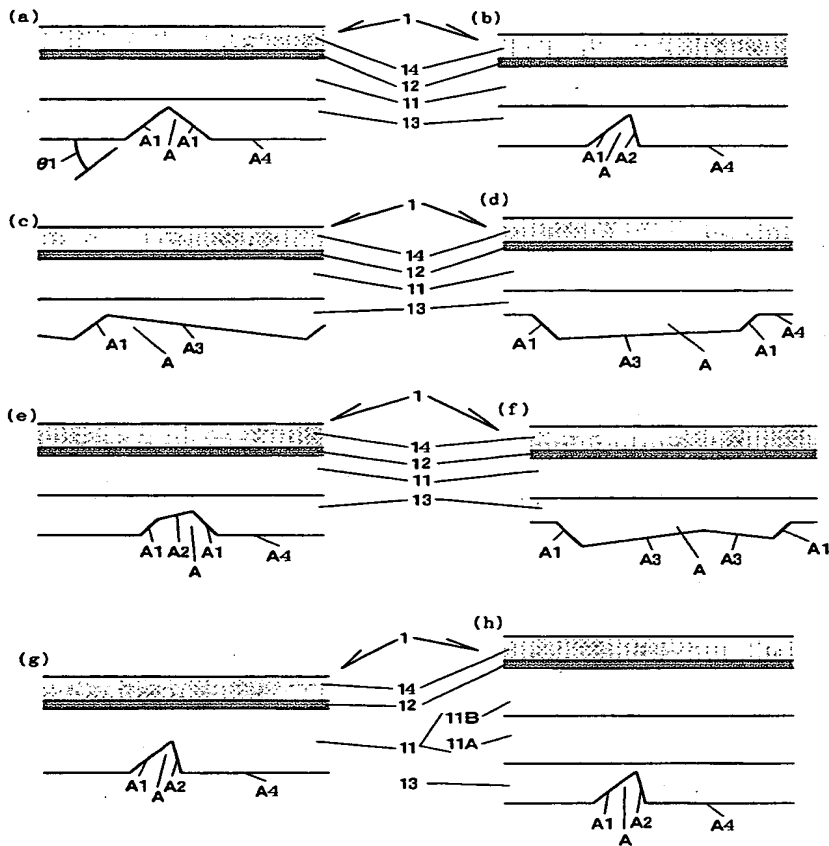 (a) 1 (b)
14
12
11
13
θ1 A1 A A1 A4 A1 A A2 A4
(c) 1 (d)
14
12
11
13
A1 A A3 A1 A3 A A1 A4
(e) 1 (f)
14
12
11
13
A1 A2 A1 A A4 A1 A3 A A3 A1
(g) 1 (h)
14
12
11B
11 11A
13
A1 A A2 A4 A1 A A2 A4